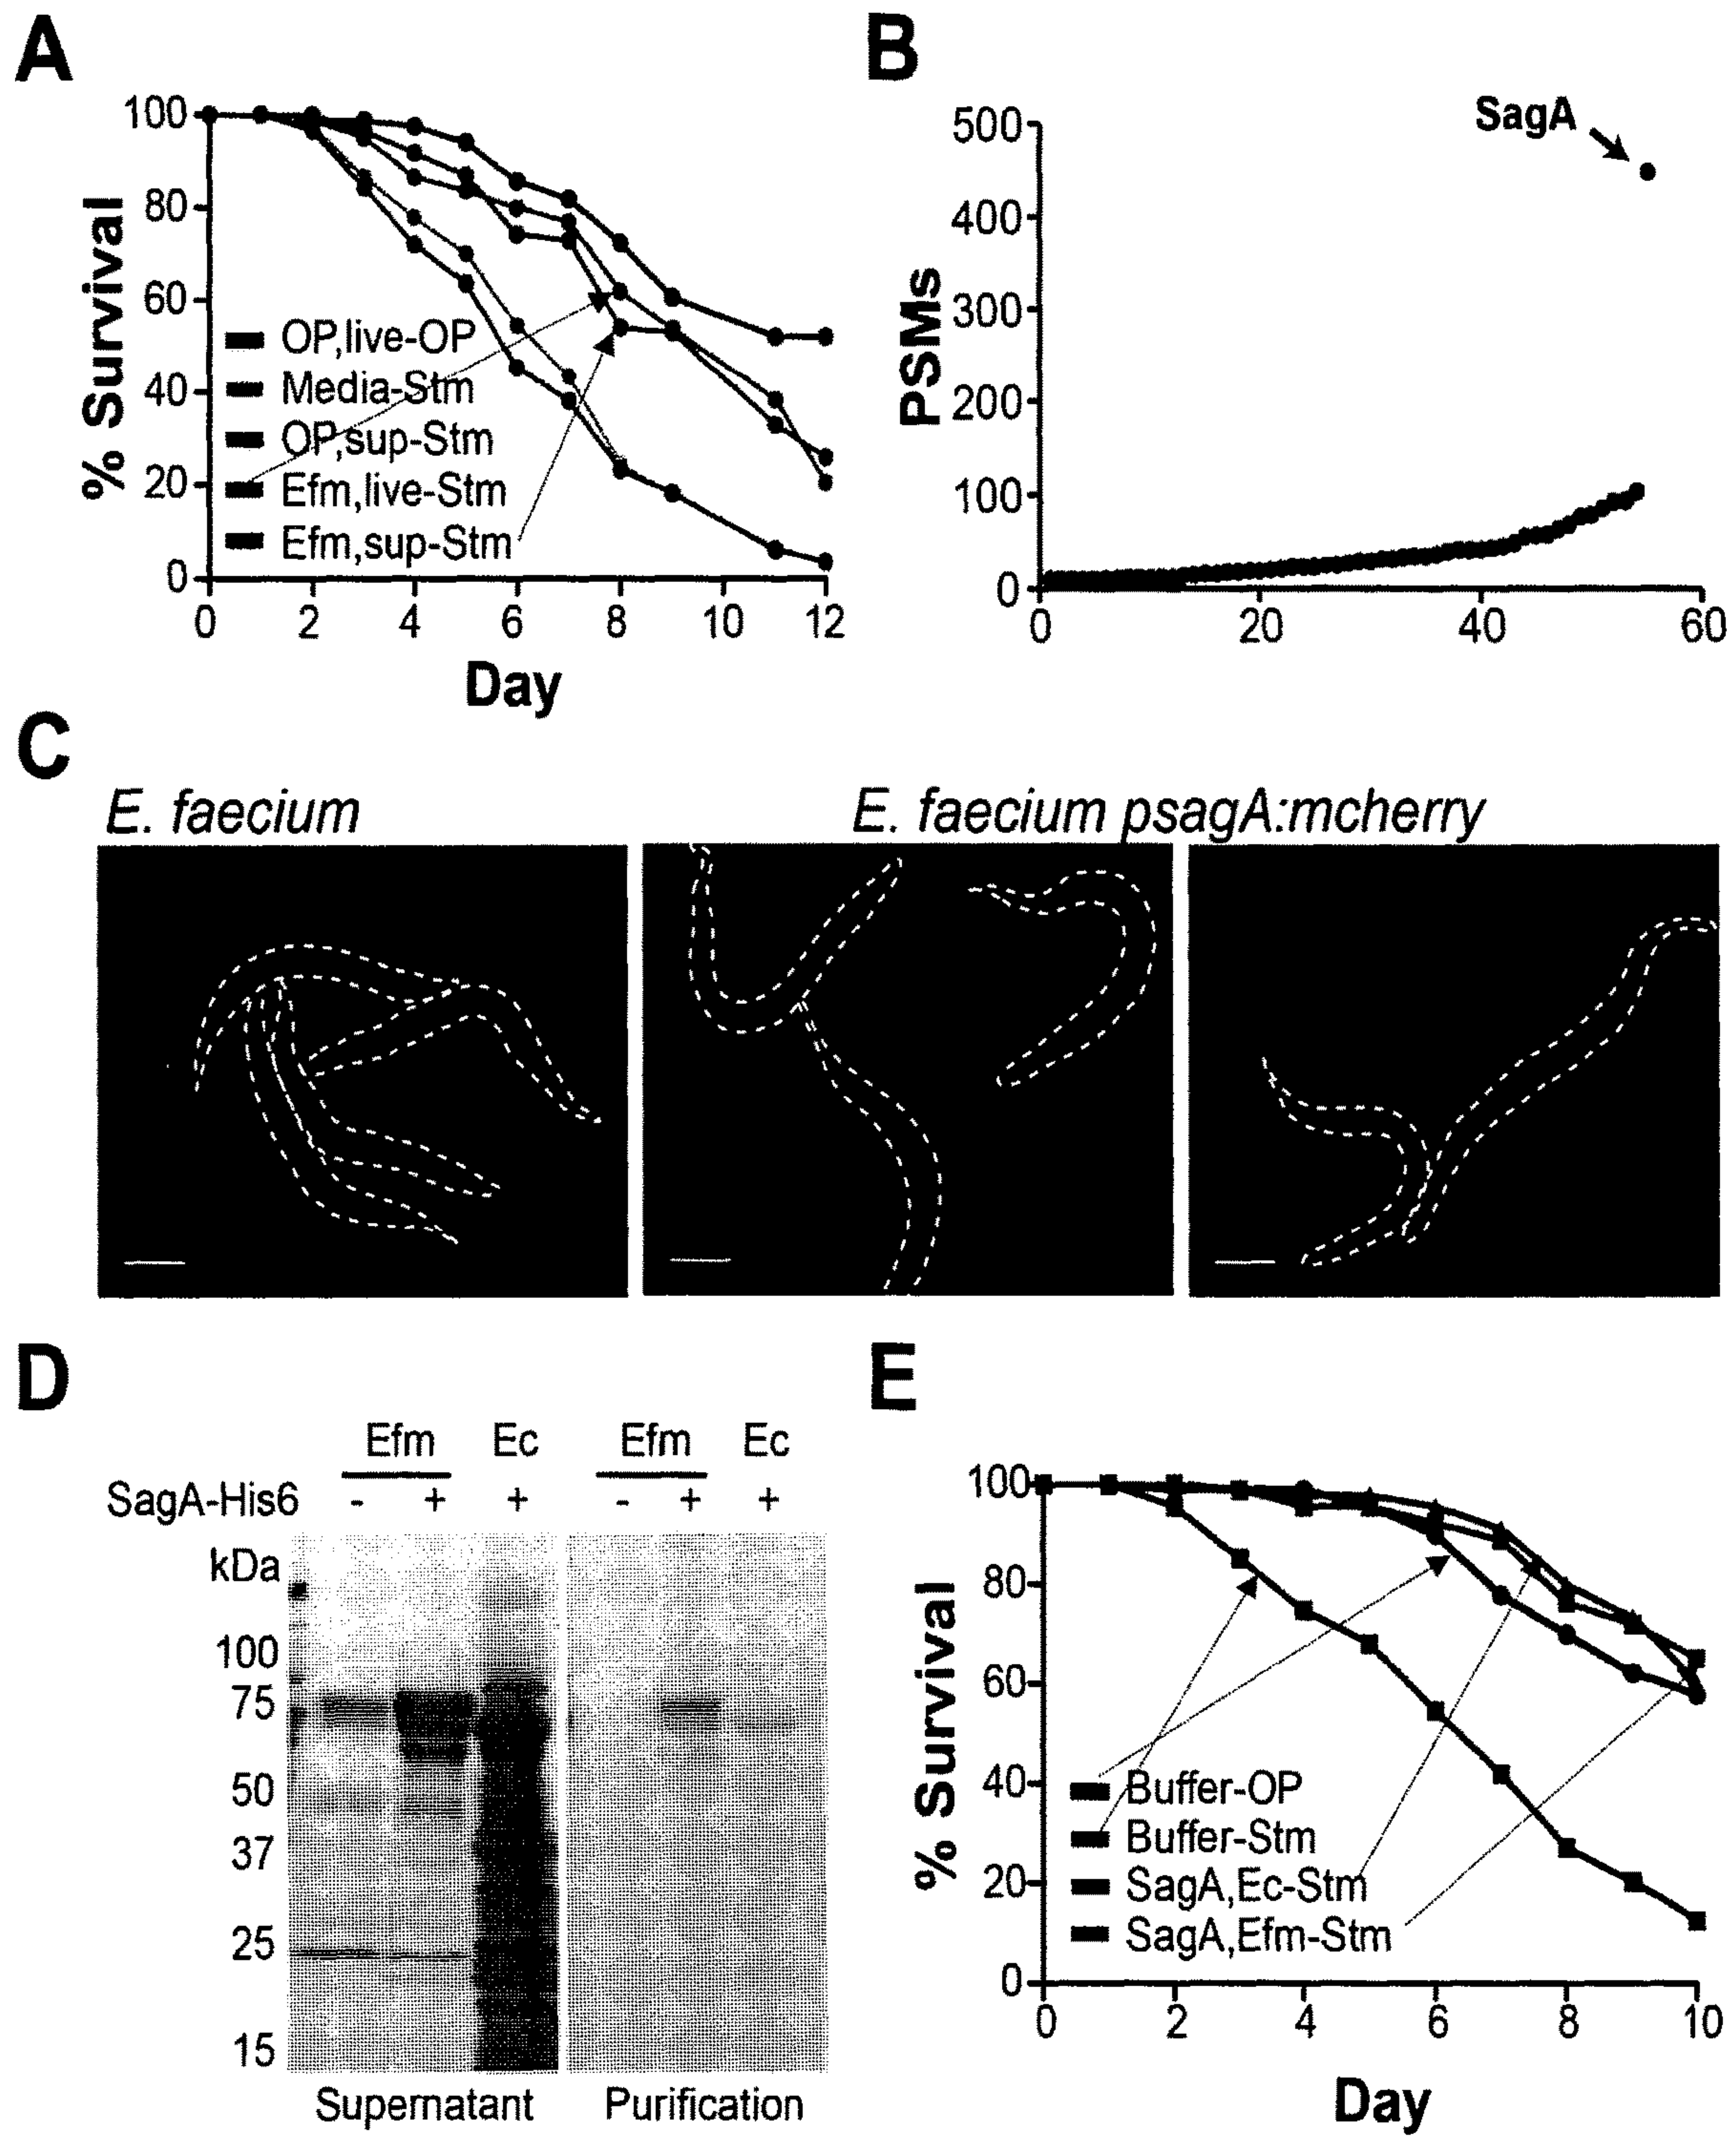 A
100
80
60
40
20
0
% Survival
OP,live-OP
Media-Stm
OP,sup-Stm
Efm,live-Stm
Efm,sup-Stm
0 2 4 6 8 10 12
Day
B
500
400
300
200
100
0
PSMs
SagA
0 20 40 60
C
E. faecium
E. faecium psagA:mcherry
D
Efm Ec Efm Ec
SagA-His6 - + + - + +
kDa
100
75
50
37
25
15
Supernatant Purification
E
100
80
60
40
20
0
% Survival
Buffer-OP
Buffer-Stm
SagA,Ec-Stm
SagA,Efm-Stm
0 2 4 6 8 10
Day